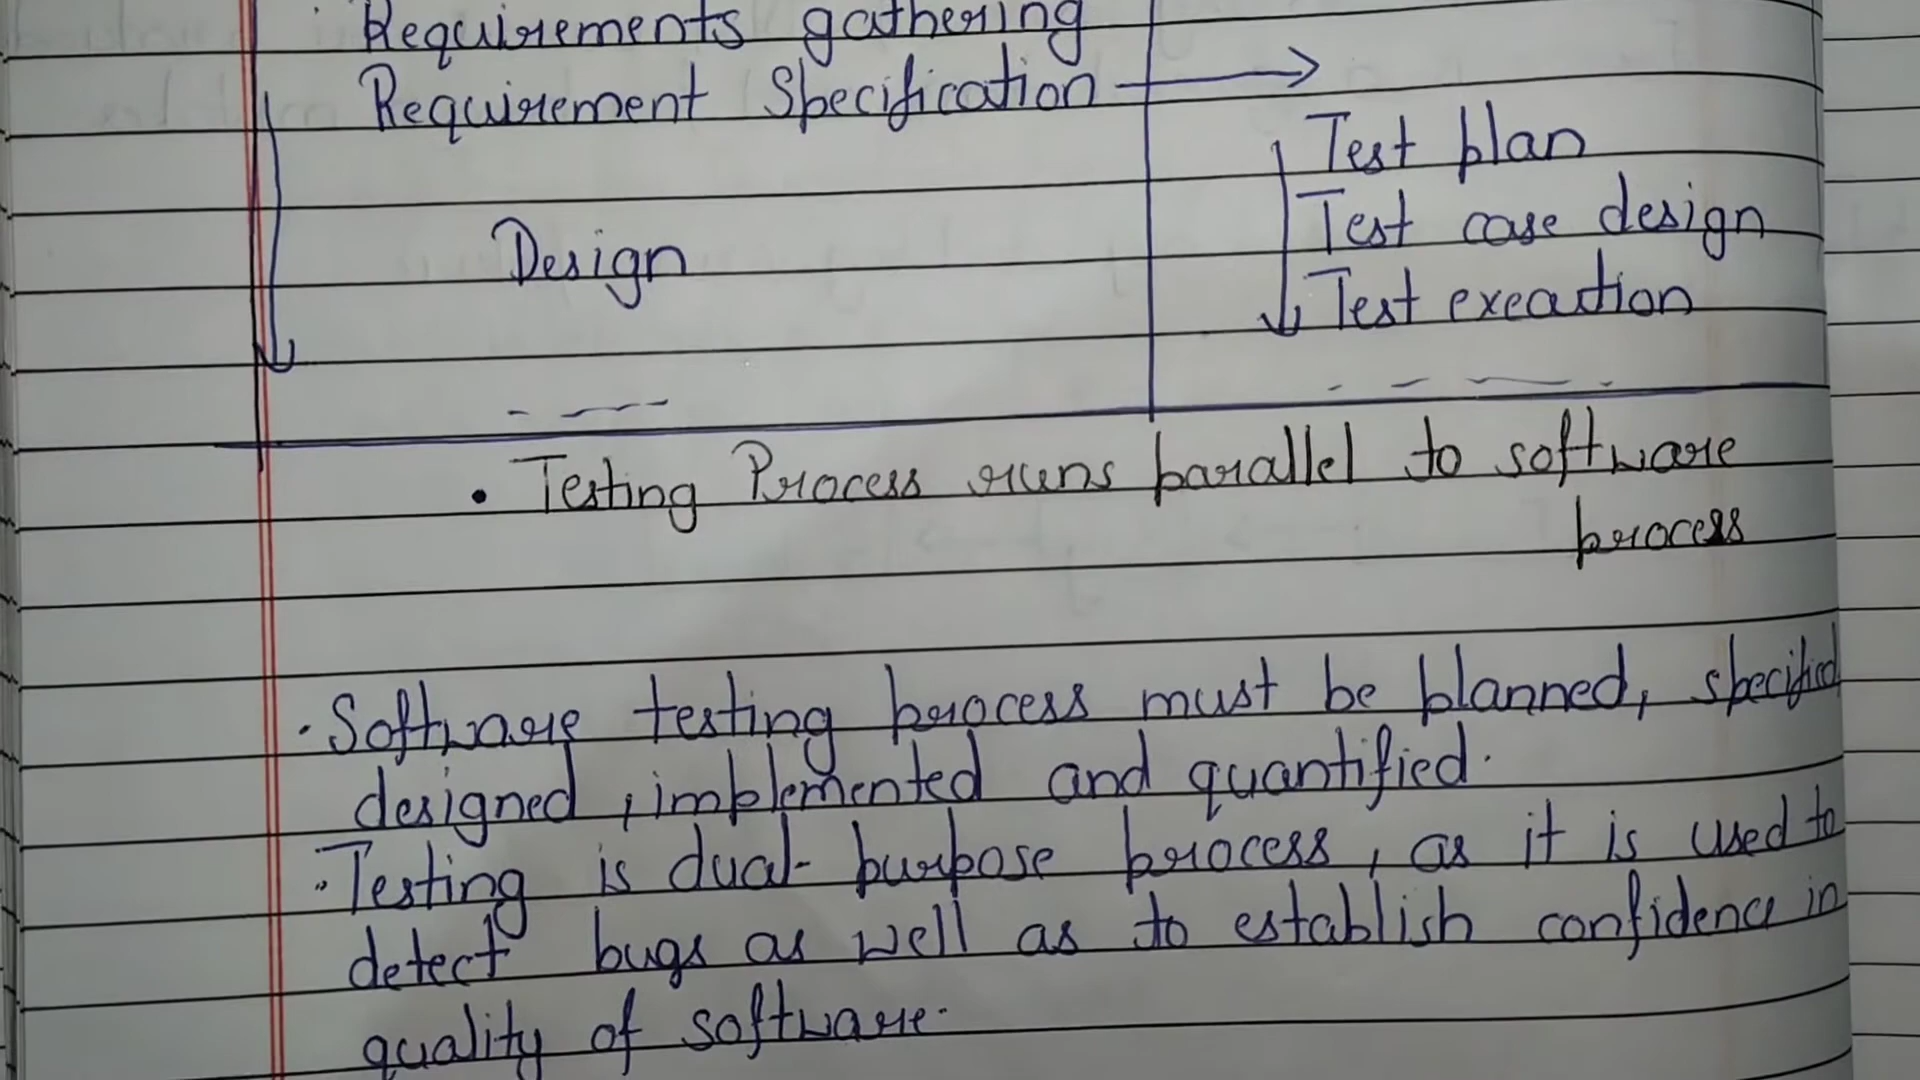 Requirements gathering
Requirement Specification
Test plan
Test case design
Design
Test execution
• Testing Process runs parallel to software
process
· Software testing process must be planned, specified
designed, implemented and quantified.
· Testing is dual-purpose process, as it is used to
detect bugs as well as to establish confidence in
quality of software.